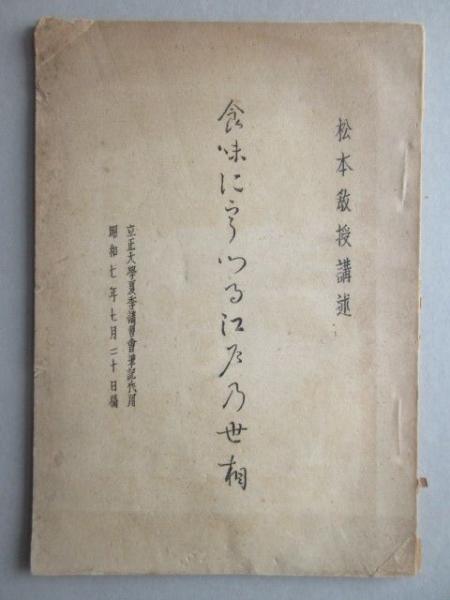 松本教授講述
食味にうつる江戸乃世相
立正大學夏季講習會筆記代用
昭和七年七月二十日稿